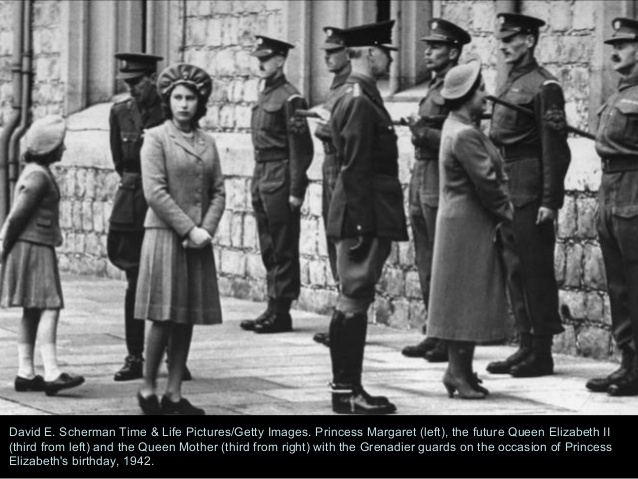 David E. Scherman Time & Life Pictures/Getty Images. Princess Margaret (left), the future Queen Elizabeth II
(third from left) and the Queen Mother (third from right) with the Grenadier guards on the occasion of Princess
Elizabeth's birthday, 1942.